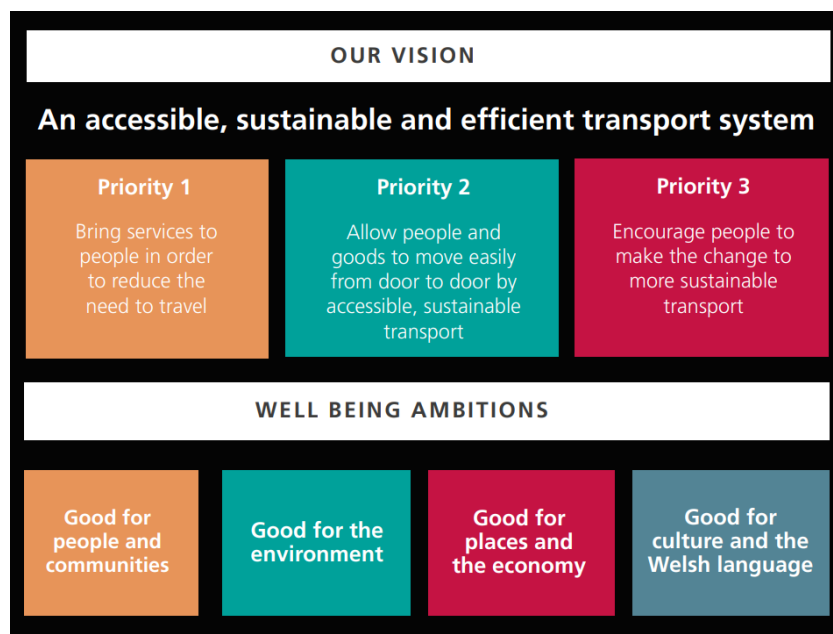 OUR VISION
An accessible, sustainable and efficient transport system
Priority 1
Bring services to
people in order
to reduce the
need to travel
Priority 2
Allow people and
goods to move easily
from door to door by
accessible, sustainable
transport
Priority 3
Encourage people to
make the change to
more sustainable
transport
WELL BEING AMBITIONS
Good for
people and
communities
Good for the
environment
Good for
places and
the economy
Good for
culture and the
Welsh language